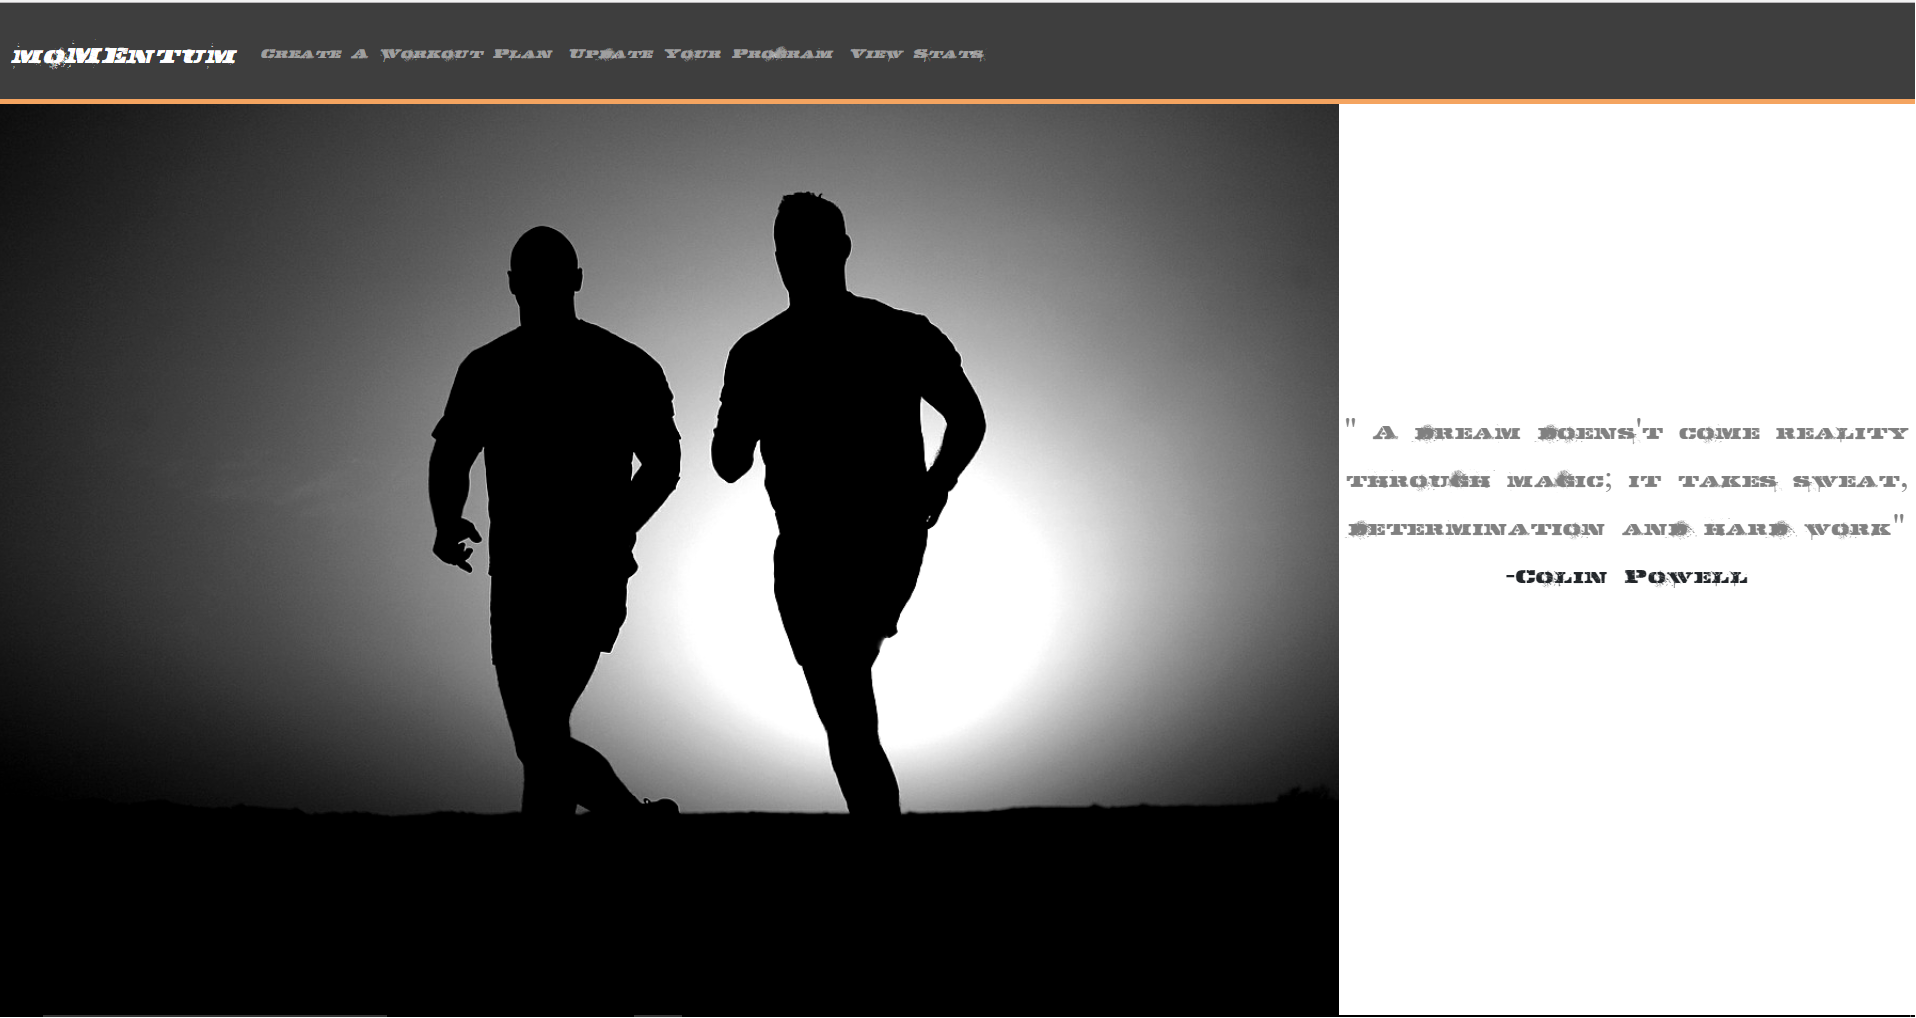 MOMENTUM Create A Workout Plan Update Your Program View Stats
" A dream doens't come reality
through magic; it takes sweat,
determination and hard work"
-Colin Powell